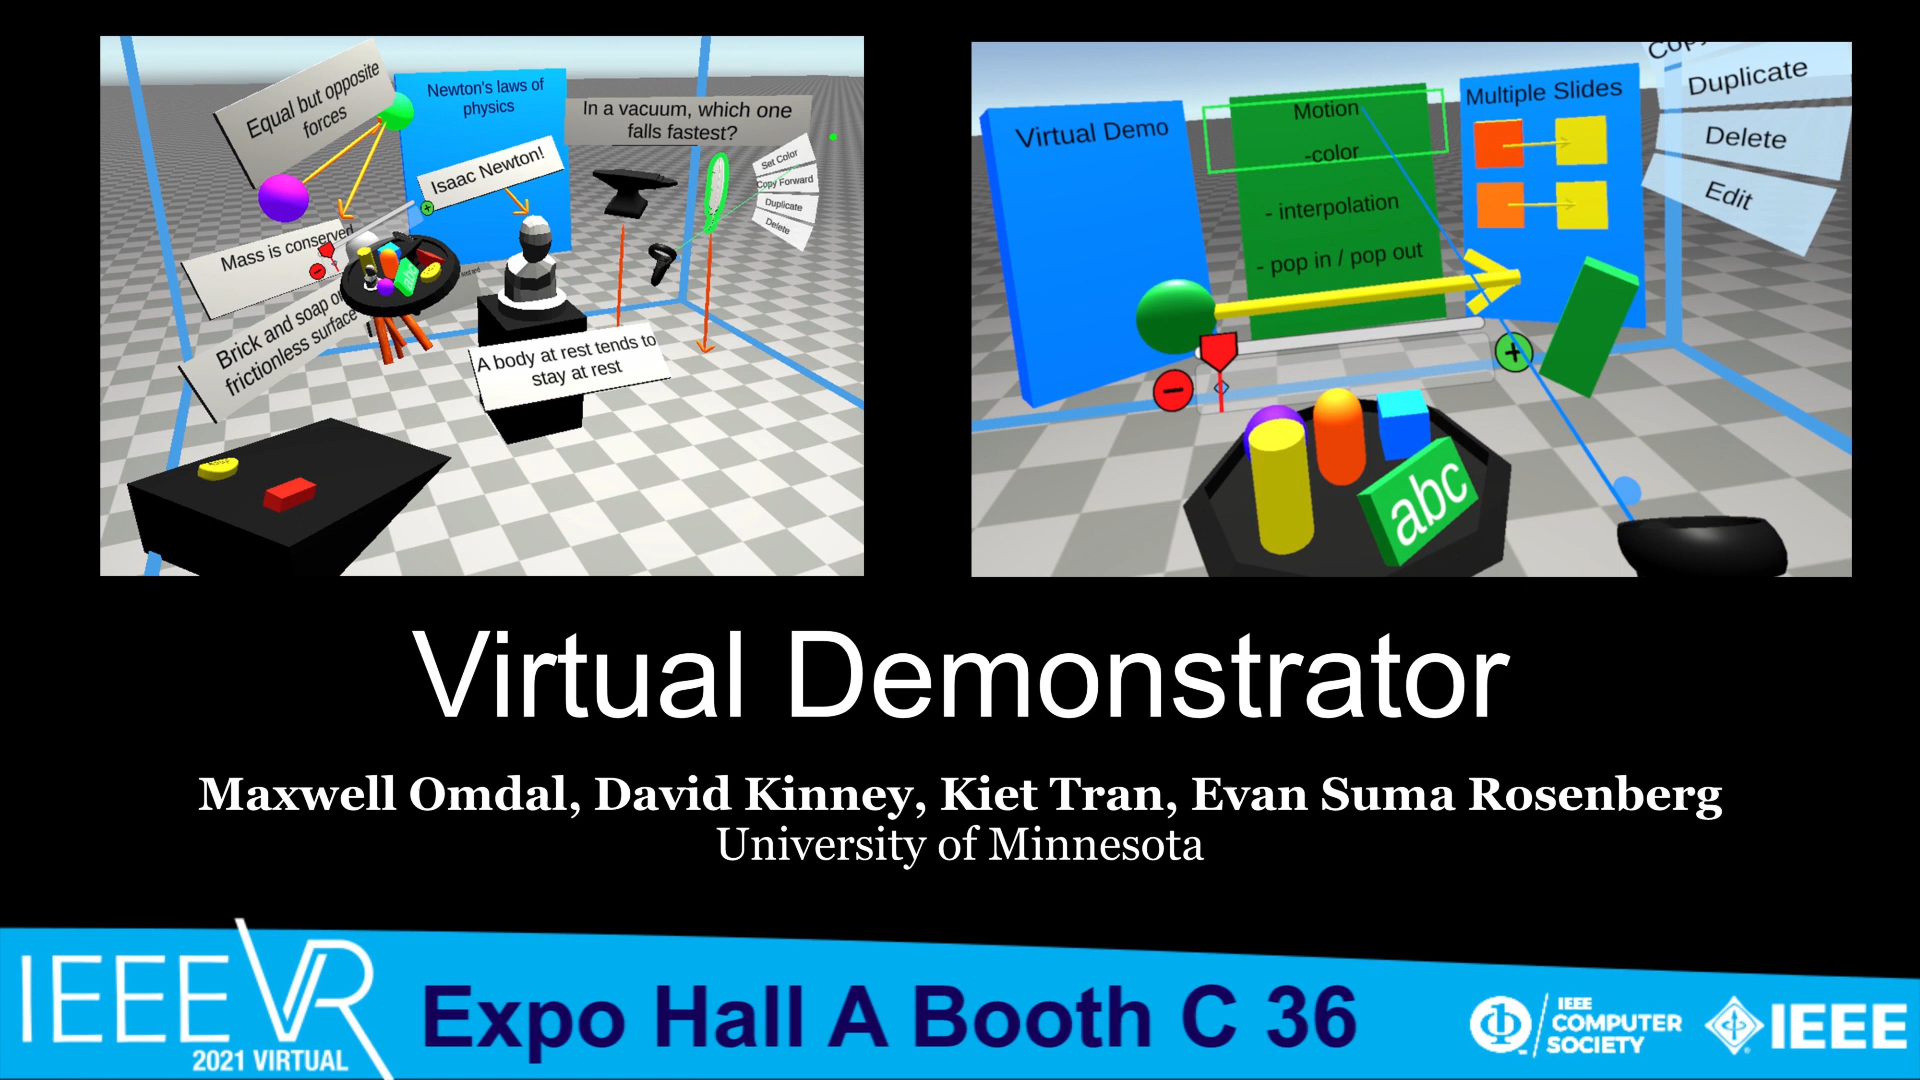 Equal but opposite
forces
Newton's laws of
physics
In a vacuum, which one
falls fastest?
Isaac Newton!
Set Color
Copy Forward
Duplicate
Delete
Mass is conserved
Brick and soap on
frictionless surface
A body at rest tends to
stay at rest
Virtual Demo
Motion
-color
- interpolation
- pop in / pop out
Multiple Slides
Duplicate
Delete
Edit
abc
Virtual Demonstrator
Maxwell Omdal, David Kinney, Kiet Tran, Evan Suma Rosenberg
University of Minnesota
IEEE VR
2021 VIRTUAL
Expo Hall A Booth C 36
IEEE
COMPUTER
SOCIETY
IEEE